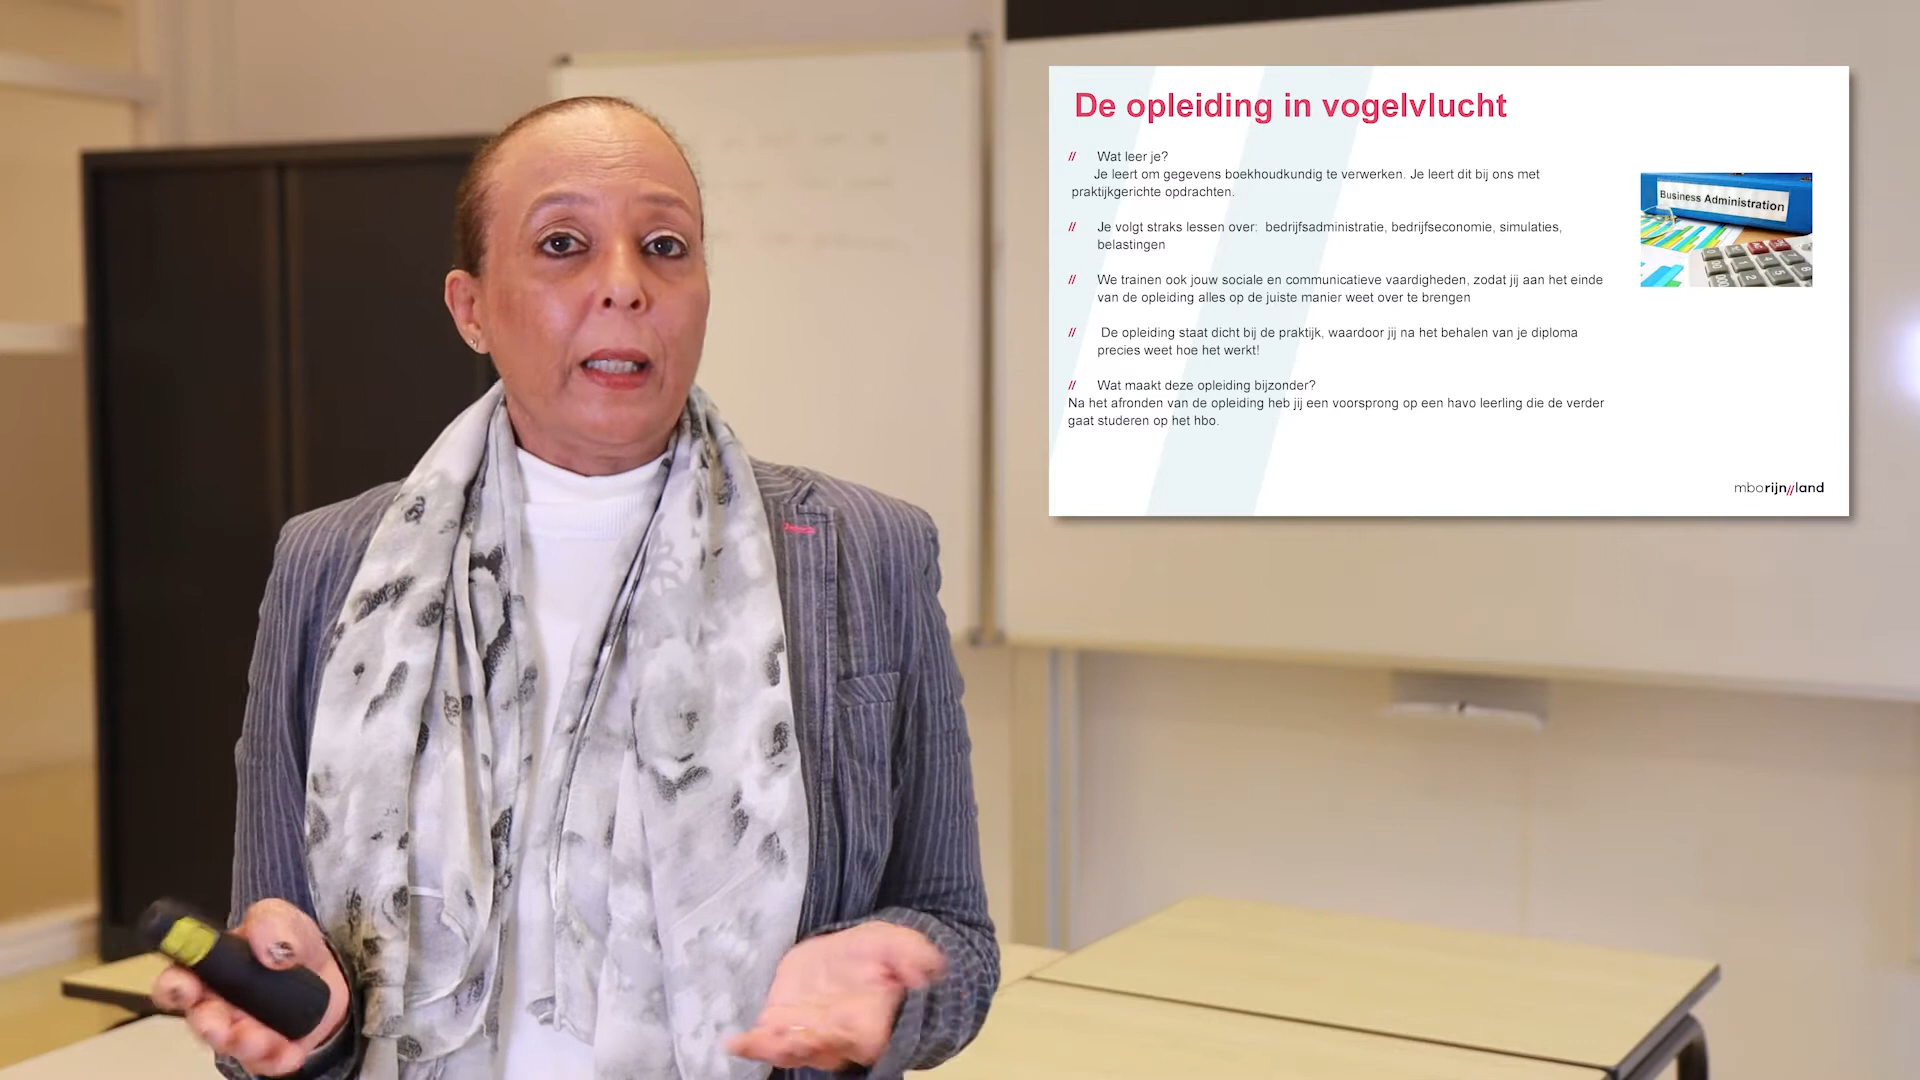 De opleiding in vogelvlucht
// Wat leer je?
Je leert om gegevens boekhoudkundig te verwerken. Je leert dit bij ons met
praktijkgerichte opdrachten.
// Je volgt straks lessen over: bedrijfsadministratie, bedrijfseconomie, simulaties,
belastingen
// We trainen ook jouw sociale en communicatieve vaardigheden, zodat jij aan het einde
van de opleiding alles op de juiste manier weet over te brengen
// De opleiding staat dicht bij de praktijk, waardoor jij na het behalen van je diploma
precies weet hoe het werkt!
// Wat maakt deze opleiding bijzonder?
Na het afronden van de opleiding heb jij een voorsprong op een havo leerling die de verder
gaat studeren op het hbo.
Business Administration
mborijn//land